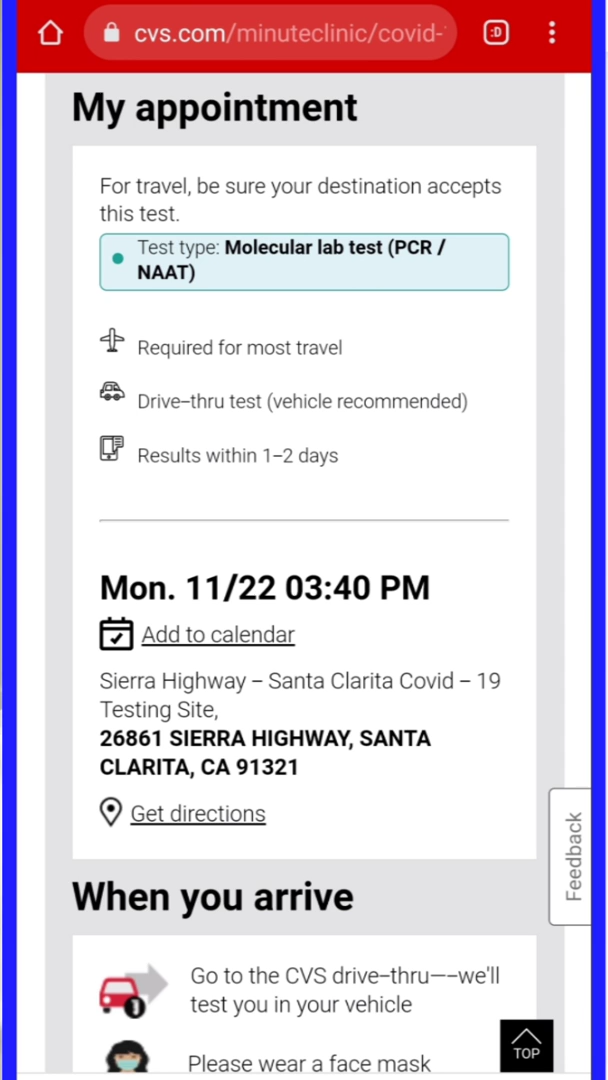 cvs.com/minuteclinic/covid-
:D
My appointment
For travel, be sure your destination accepts
this test.
Test type: Molecular lab test (PCR /
NAAT)
Required for most travel
Drive-thru test (vehicle recommended)
Results within 1-2 days
Mon. 11/22 03:40 PM
Add to calendar
Sierra Highway - Santa Clarita Covid - 19
Testing Site,
26861 SIERRA HIGHWAY, SANTA
CLARITA, CA 91321
Get directions
Feedback
When you arrive
Go to the CVS drive-thru—-we'll
test you in your vehicle
Please wear a face mask
TOP